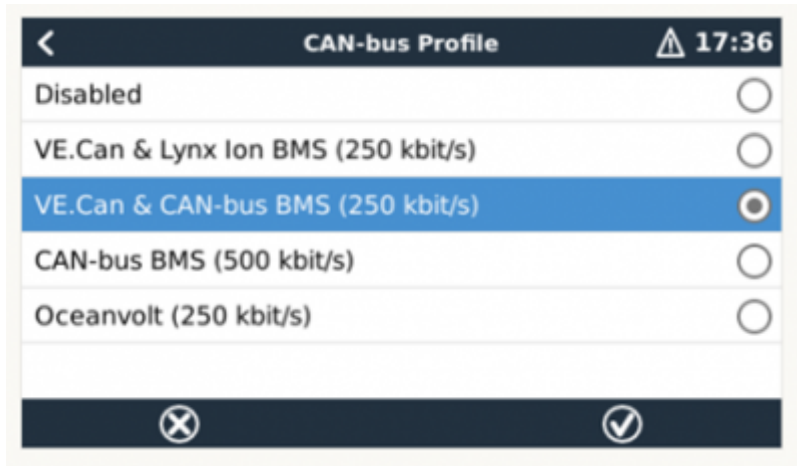 CAN-bus Profile 17:36
Disabled
VE.Can & Lynx Ion BMS (250 kbit/s)
VE.Can & CAN-bus BMS (250 kbit/s)
CAN-bus BMS (500 kbit/s)
Oceanvolt (250 kbit/s)